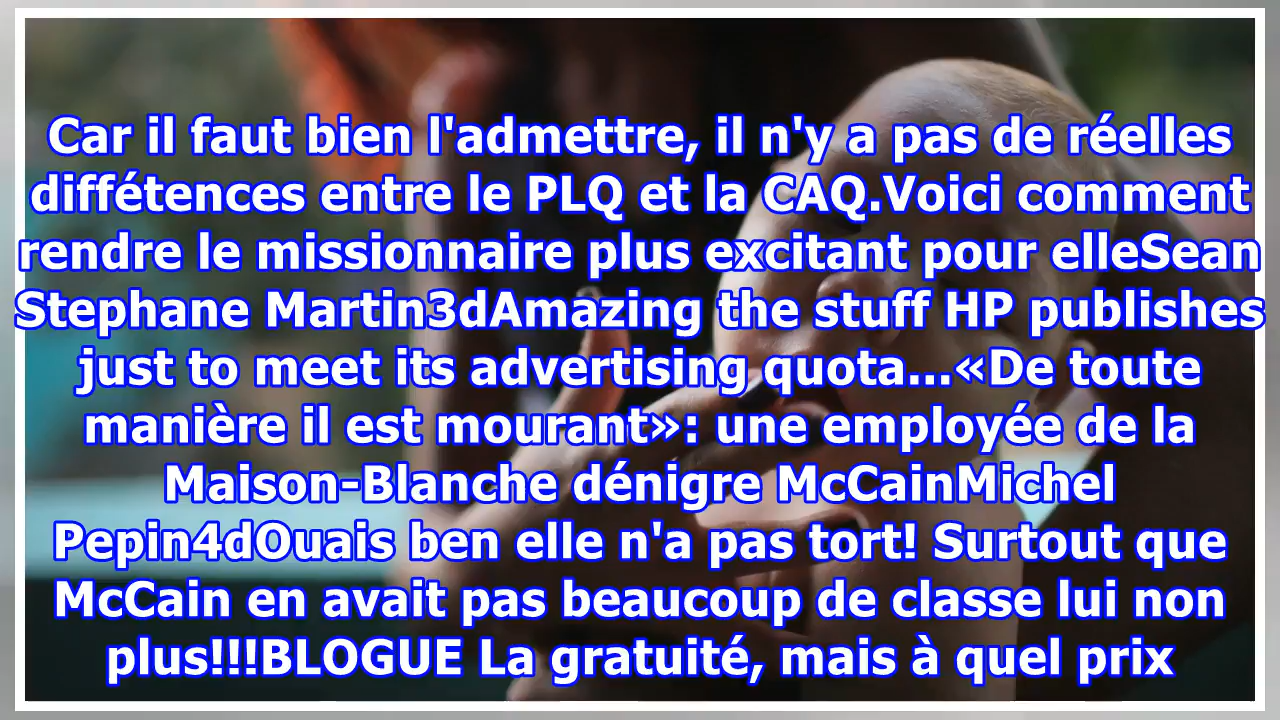 Car il faut bien l'admettre, il n'y a pas de réelles
diffétences entre le PLQ et la CAQ.Voici comment
rendre le missionnaire plus excitant pour elleSean
Stephane Martin3dAmazing the stuff HP publishes
just to meet its advertising quota...«De toute
manière il est mourant»: une employée de la
Maison-Blanche dénigre McCainMichel
Pepin4dOuais ben elle n'a pas tort! Surtout que
McCain en avait pas beaucoup de classe lui non
plus!!!BLOGUE La gratuité, mais à quel prix